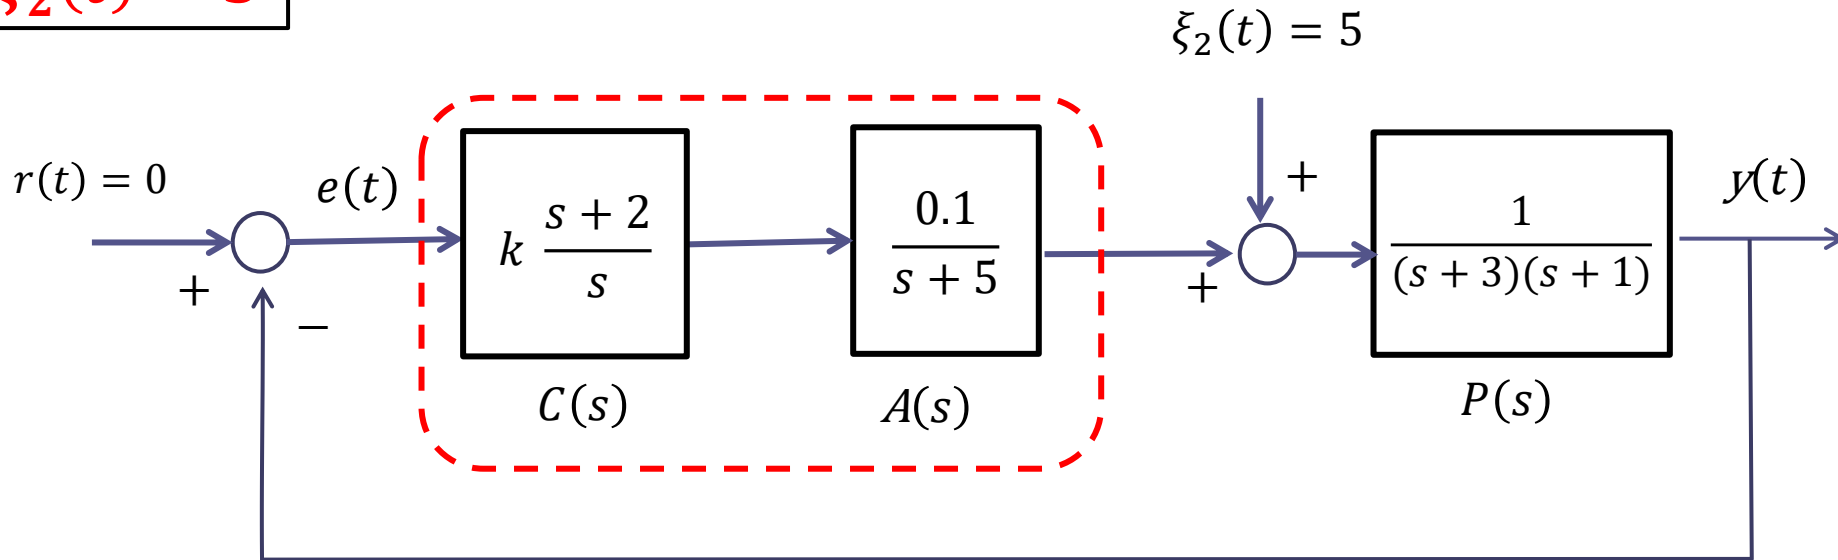 ξ₂(t) = 5
r(t) = 0
e(t)
k (s + 2)/s
0.1/(s + 5)
1/((s + 3)(s + 1))
y(t)
+
−
+
+
C(s)
A(s)
P(s)